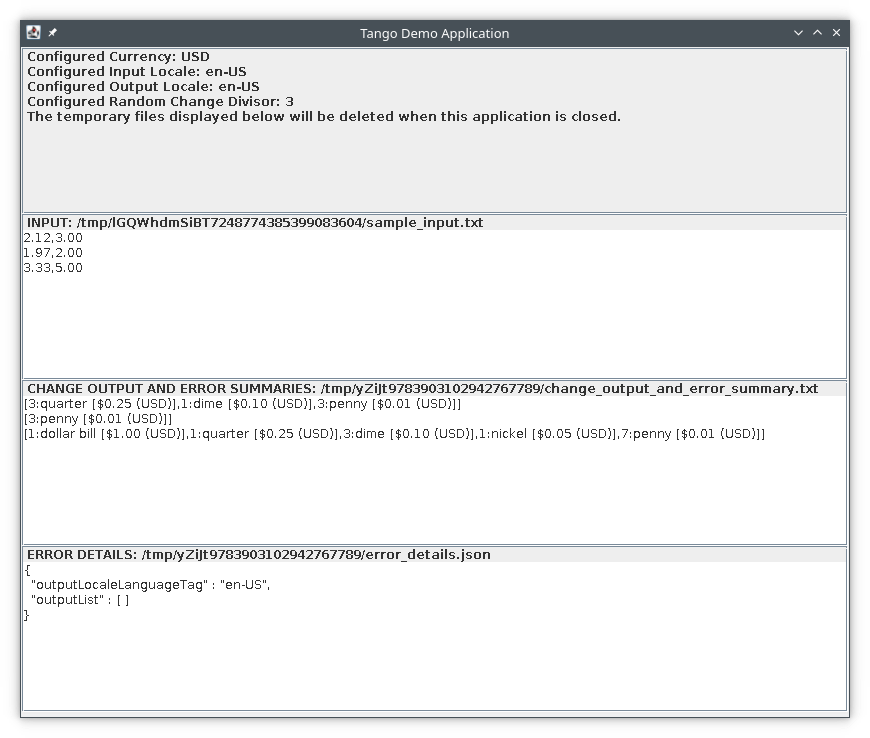 Tango Demo Application
Configured Currency: USD
Configured Input Locale: en-US
Configured Output Locale: en-US
Configured Random Change Divisor: 3
The temporary files displayed below will be deleted when this application is closed.
INPUT: /tmp/lGQWhdmSiBT7248774385399083604/sample_input.txt
2.12,3.00
1.97,2.00
3.33,5.00
CHANGE OUTPUT AND ERROR SUMMARIES: /tmp/yZiJt9783903102942767789/change_output_and_error_summary.txt
[3:quarter [$0.25 (USD)],1:dime [$0.10 (USD)],3:penny [$0.01 (USD)]]
[3:penny [$0.01 (USD)]]
[1:dollar bill [$1.00 (USD)],1:quarter [$0.25 (USD)],3:dime [$0.10 (USD)],1:nickel [$0.05 (USD)],7:penny [$0.01 (USD)]]
ERROR DETAILS: /tmp/yZiJt9783903102942767789/error_details.json
{
  "outputLocaleLanguageTag" : "en-US",
  "outputList" : [ ]
}